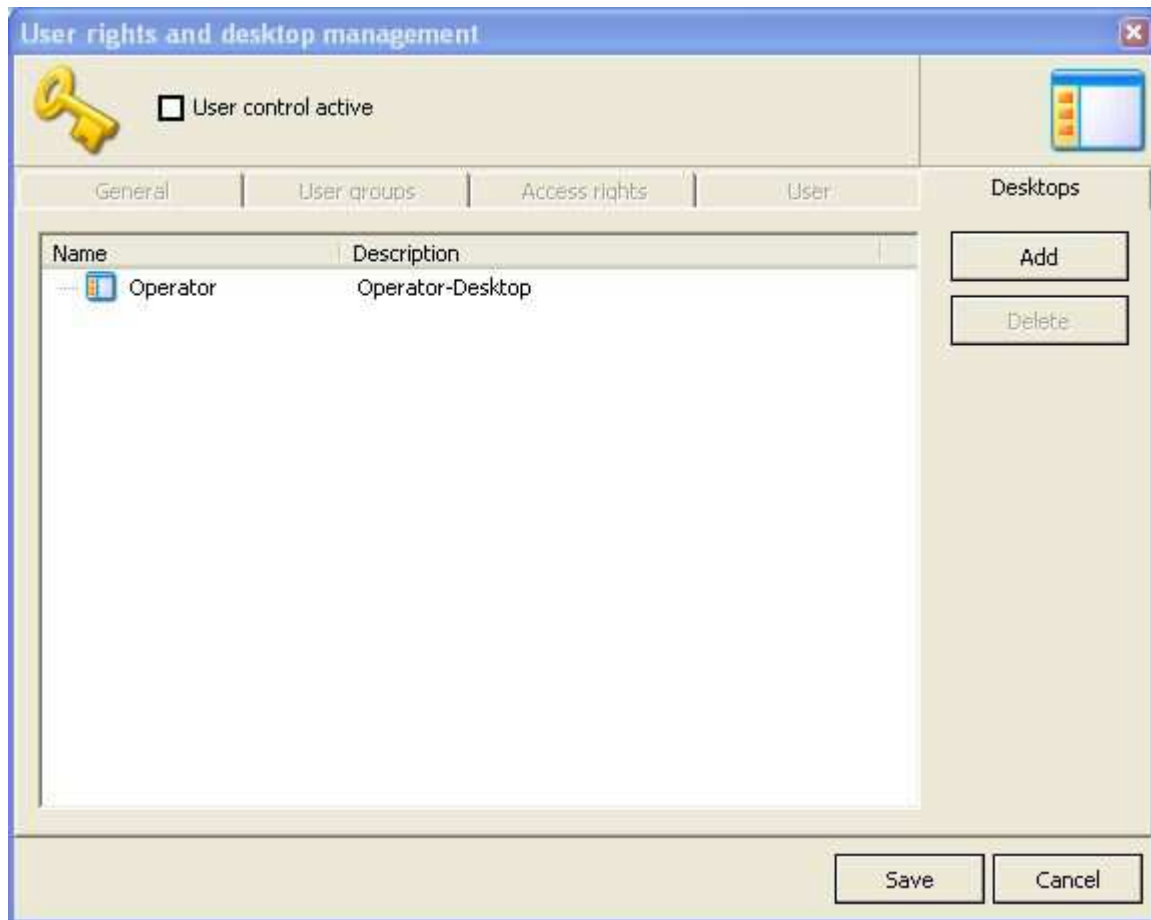 User rights and desktop management
User control active
General User groups Access rights User Desktops
Name Description
Operator Operator-Desktop
Add
Delete
Save Cancel